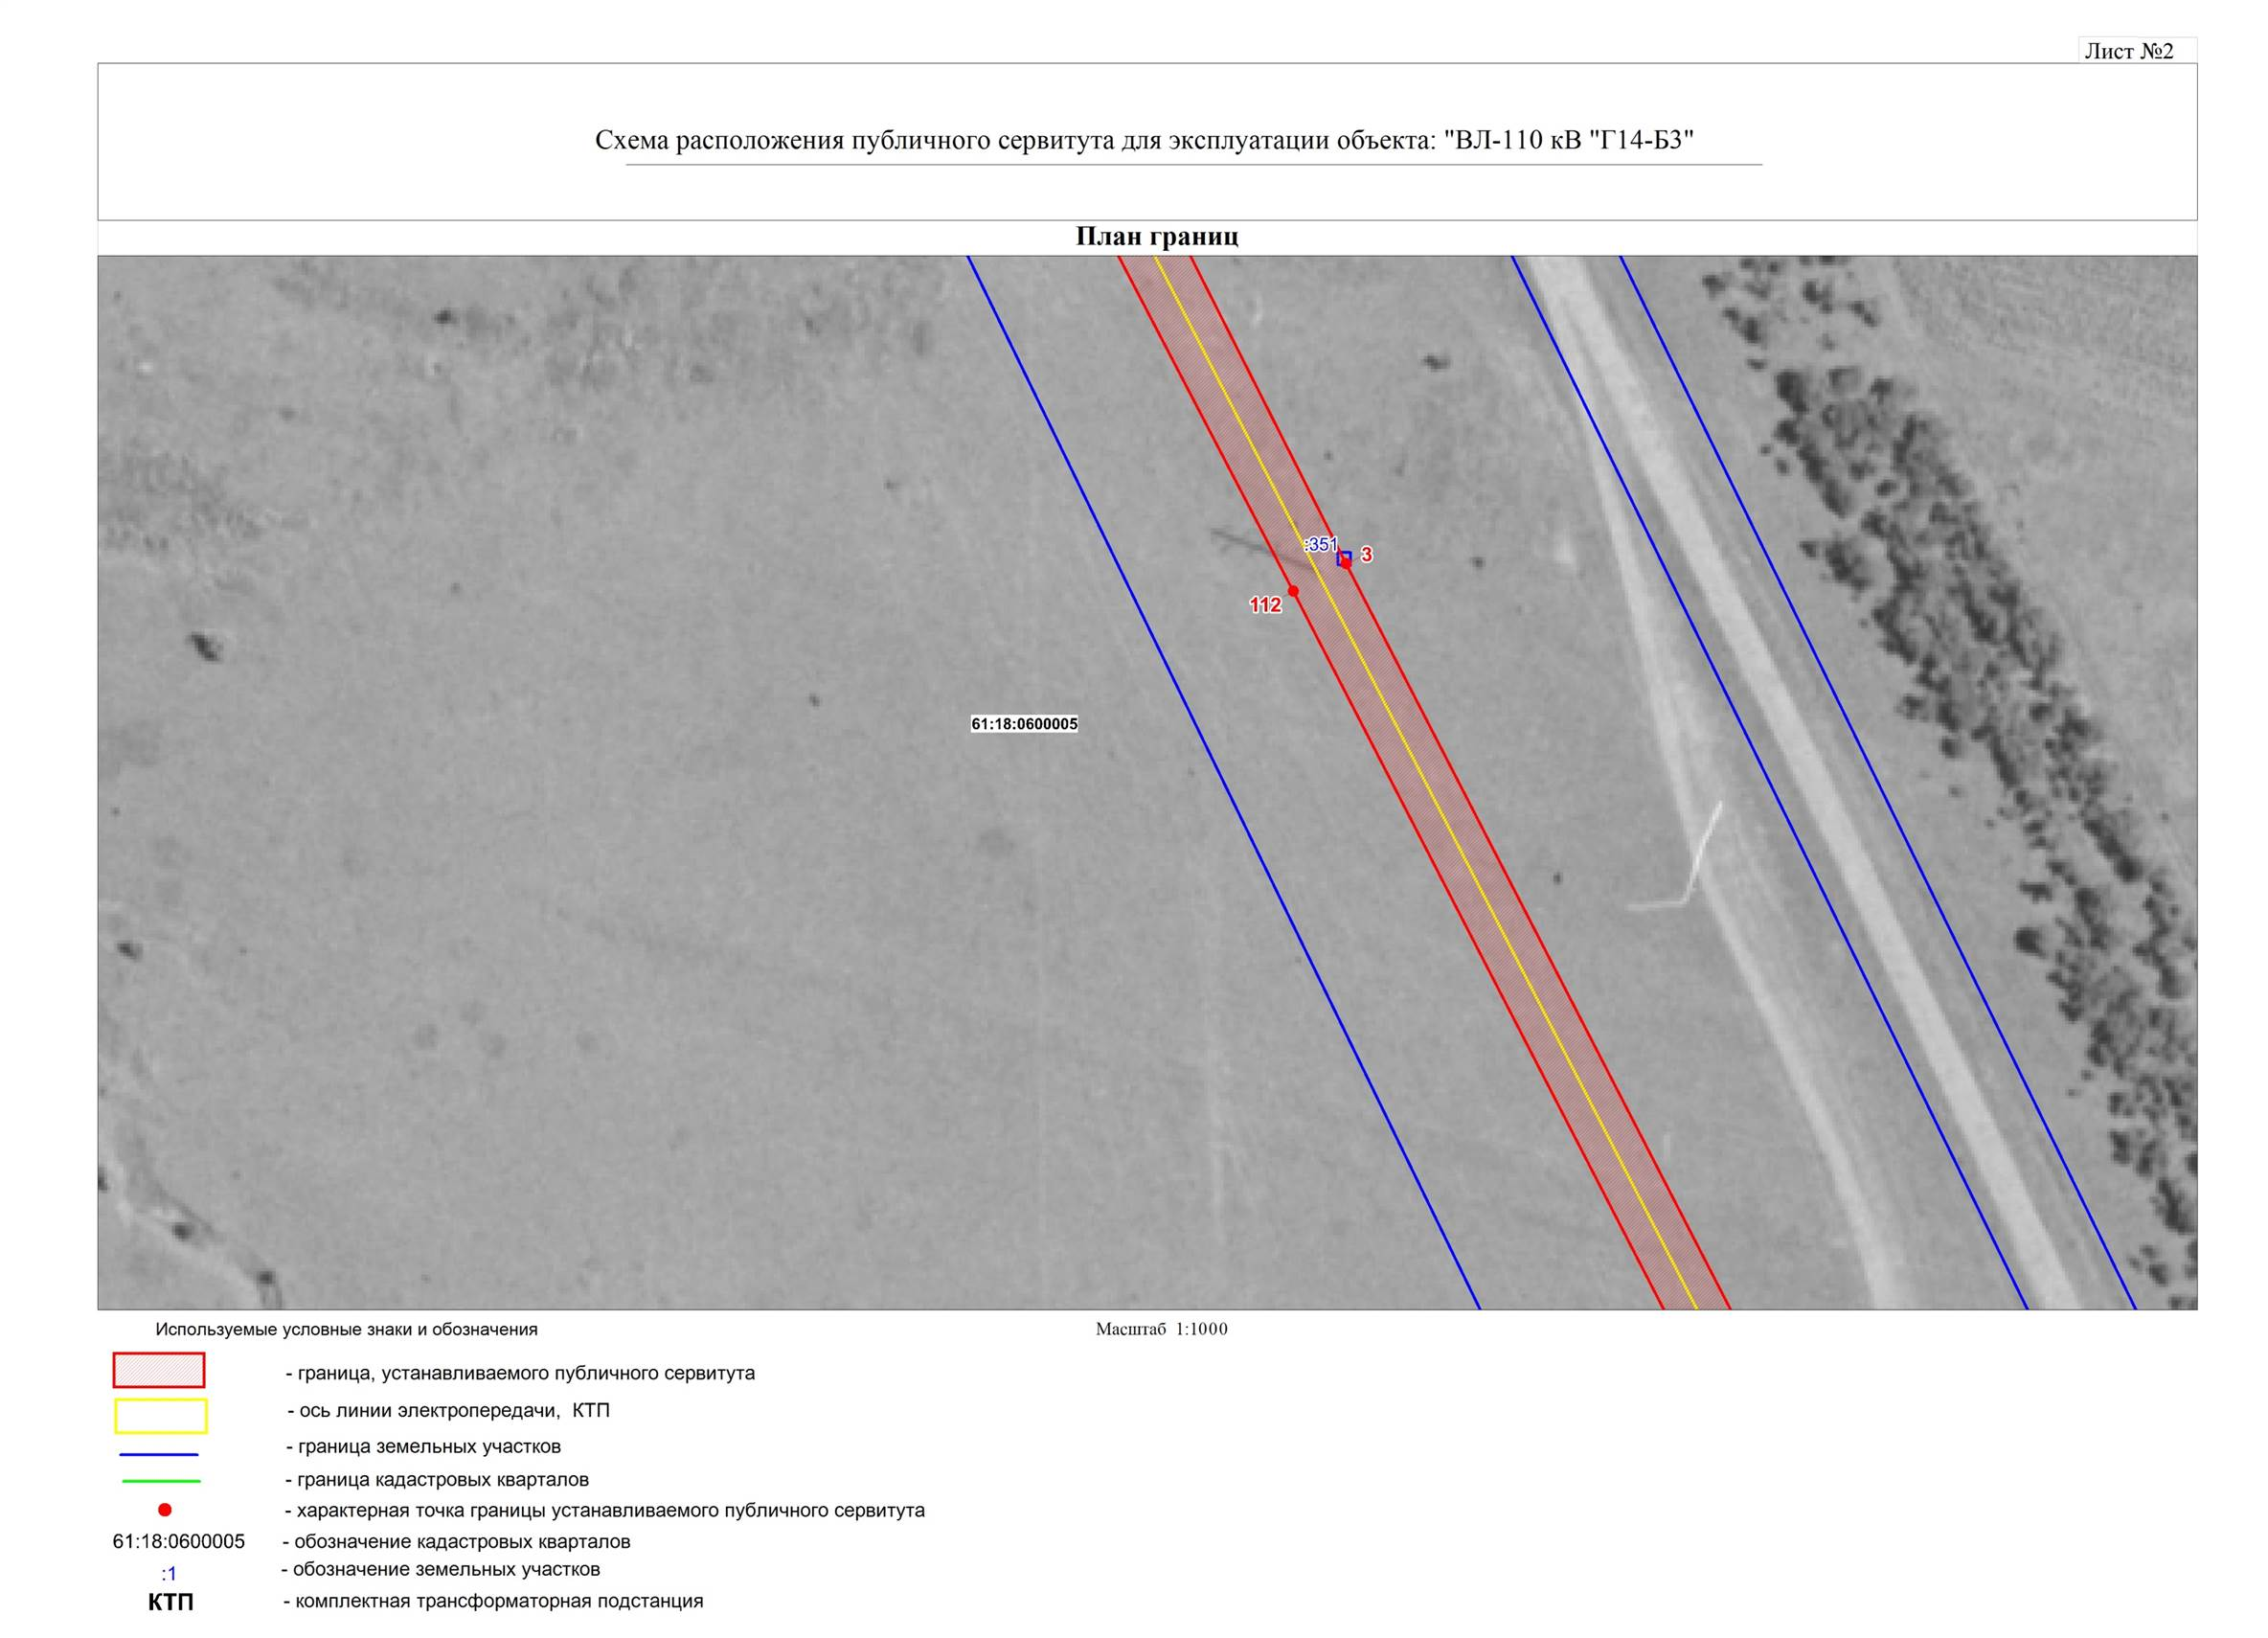 Лист №2
Схема расположения публичного сервитута для эксплуатации объекта: "ВЛ-110 кВ "Г14-Б3"
План границ
:351
3
112
61:18:0600005
Используемые условные знаки и обозначения
Масштаб 1:1000
- граница, устанавливаемого публичного сервитута
- ось линии электропередачи, КТП
- граница земельных участков
- граница кадастровых кварталов
- характерная точка границы устанавливаемого публичного сервитута
61:18:0600005 - обозначение кадастровых кварталов
:1 - обозначение земельных участков
КТП - комплектная трансформаторная подстанция